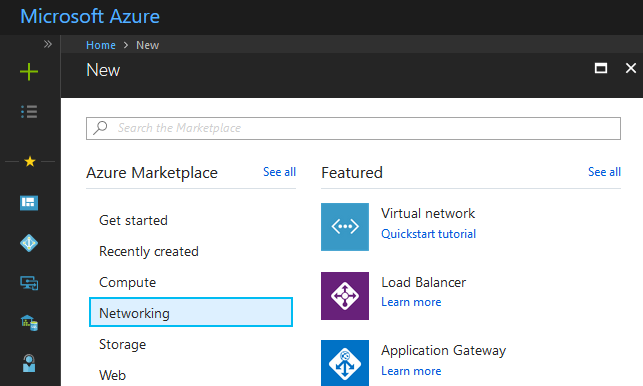 Microsoft Azure
Home > New
New
Search the Marketplace
Azure Marketplace See all
Get started
Recently created
Compute
Networking
Storage
Web
Featured See all
Virtual network
Quickstart tutorial
Load Balancer
Learn more
Application Gateway
Learn more